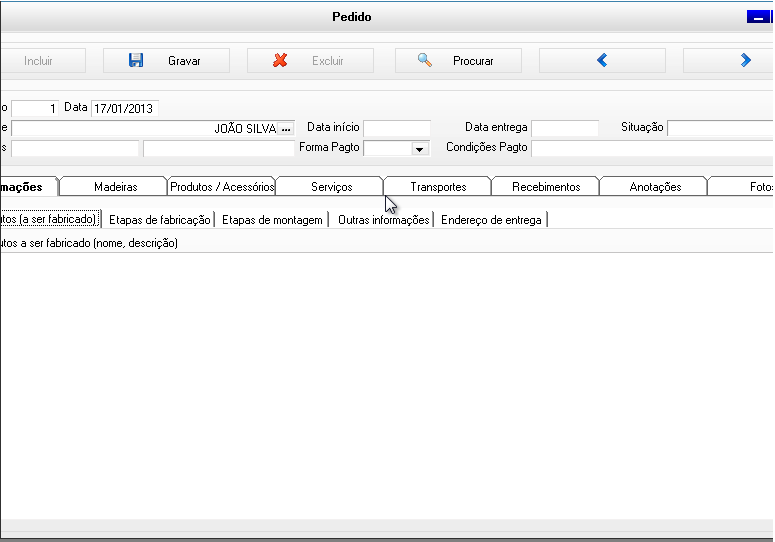 Pedido
Incluir Gravar Excluir Procurar
o 1 Data 17/01/2013
e JOÃO SILVA ... Data início Data entrega Situação
s Forma Pagto Condições Pagto
mações Madeiras Produtos / Acessórios Serviços Transportes Recebimentos Anotações Fotos
utos (a ser fabricado) Etapas de fabricação Etapas de montagem Outras informações Endereço de entrega
utos a ser fabricado (nome, descrição)